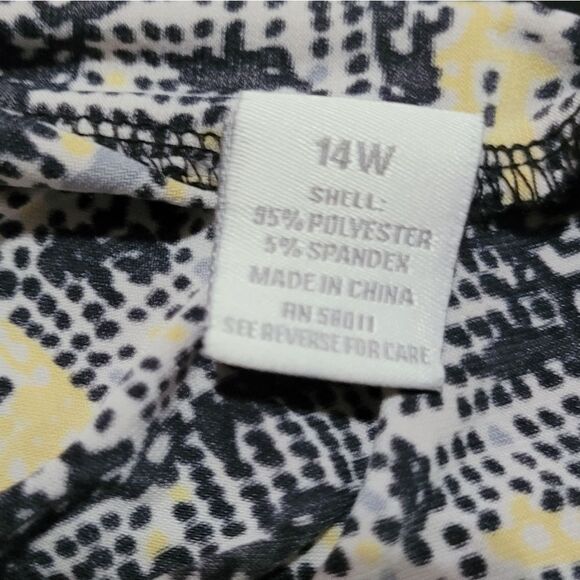 14W
SHELL:
95% POLYESTER
5% SPANDEX
MADE IN CHINA
RN 58011
SEE REVERSE FOR CARE